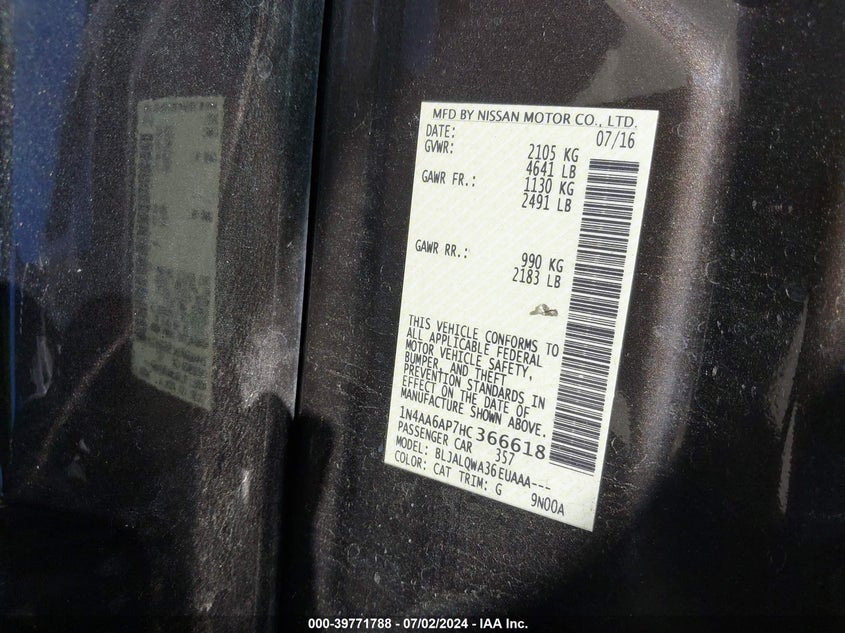 MFD BY NISSAN MOTOR CO., LTD.
DATE: 07/16
GVWR: 2105 KG
4641 LB
GAWR FR.: 1130 KG
2491 LB
GAWR RR.: 990 KG
2183 LB
THIS VEHICLE CONFORMS TO
ALL APPLICABLE FEDERAL
MOTOR VEHICLE SAFETY,
BUMPER, AND THEFT
PREVENTION STANDARDS IN
EFFECT ON THE DATE OF
MANUFACTURE SHOWN ABOVE.
1N4AA6AP7HC366618
PASSENGER CAR 357
MODEL: BLJALQWA36EUAAA---
COLOR: CAT TRIM: G 9N00A
000-39771788 - 07/02/2024 - IAA Inc.